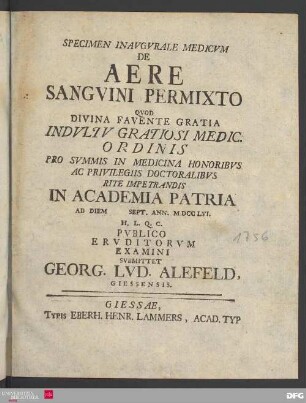 SPECIMEN INAVGVRALE MEDICVM
DE
AERE
SANGVINI PERMIXTO
QVOD
DIVINA FAVENTE GRATIA
INDVLTV GRATIOSI MEDIC.
ORDINIS
PRO SVMMIS IN MEDICINA HONORIBVS
AC PRIVILEGIIS DOCTORALIBVS
RITE IMPETRANDIS
IN ACADEMIA PATRIA
AD DIEM SEPT. ANN. MDCCLVI.
H. L. Q. C.
PVBLICO
ERVDITORVM
EXAMINI
SVBMITTET
1756
GEORG. LVD. ALEFELD,
GIESSENSIS.
GIESSAE,
TYPIS EBERH. HENR. LAMMERS, ACAD. TYP
DFG